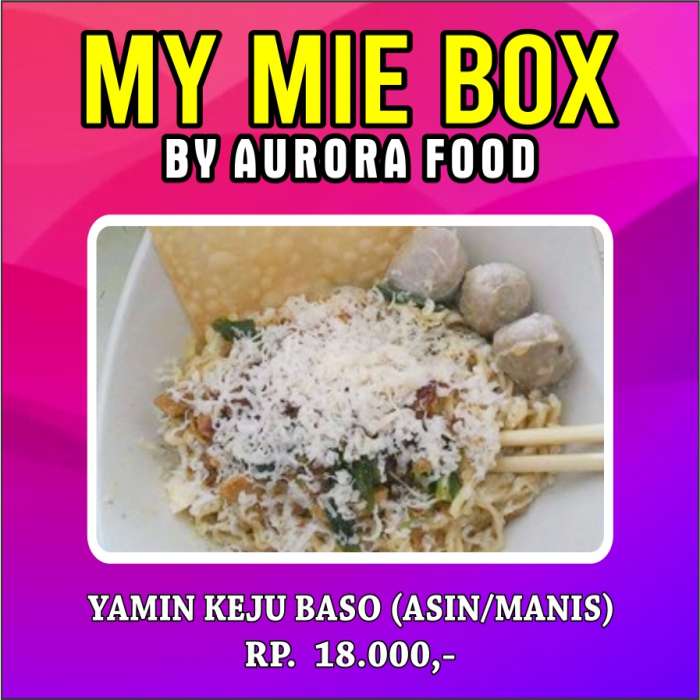 MY MIE BOX
BY AURORA FOOD
YAMIN KEJU BASO (ASIN/MANIS)
RP. 18.000,-